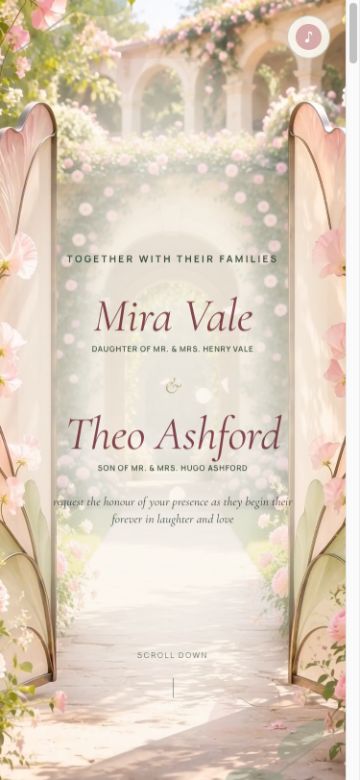 TOGETHER WITH THEIR FAMILIES
Mira Vale
DAUGHTER OF MR. & MRS. HENRY VALE
&
Theo Ashford
SON OF MR. & MRS. HUGO ASHFORD
request the honour of your presence as they begin their
forever in laughter and love
SCROLL DOWN